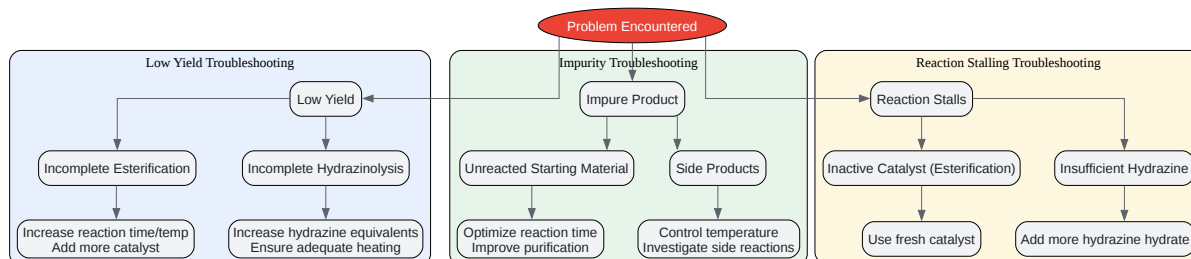 Problem Encountered
Low Yield Troubleshooting
Impurity Troubleshooting
Reaction Stalling Troubleshooting
Low Yield
Impure Product
Reaction Stalls
Incomplete Esterification
Incomplete Hydrazinolysis
Unreacted Starting Material
Side Products
Inactive Catalyst (Esterification)
Insufficient Hydrazine
Increase reaction time/temp
Add more catalyst
Increase hydrazine equivalents
Ensure adequate heating
Optimize reaction time
Improve purification
Control temperature
Investigate side reactions
Use fresh catalyst
Add more hydrazine hydrate